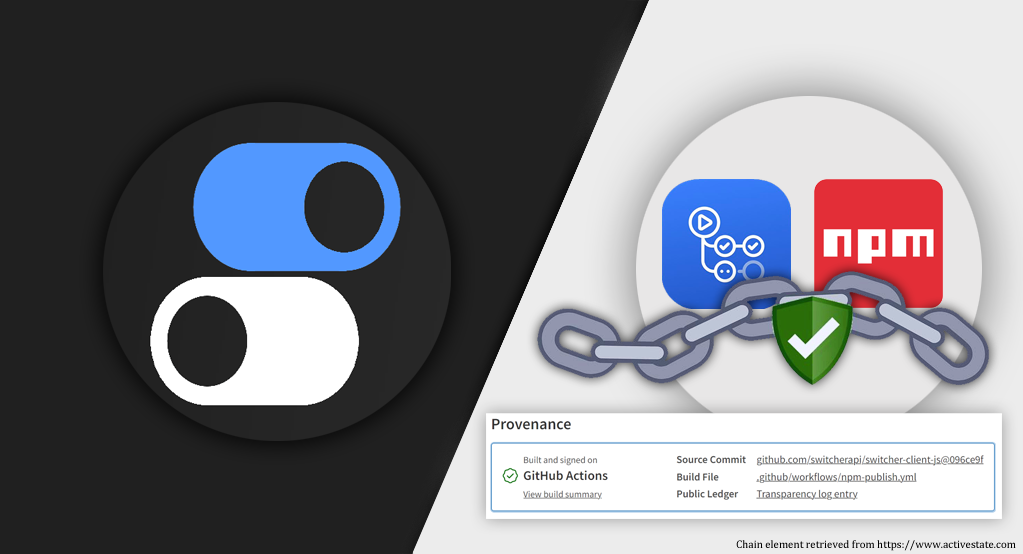 npm
Provenance
Built and signed on
GitHub Actions
View build summary
Source Commit github.com/switcherapi/switcher-client-js@096ce9f
Build File .github/workflows/npm-publish.yml
Public Ledger Transparency log entry
Chain element retrieved from https://www.activestate.com